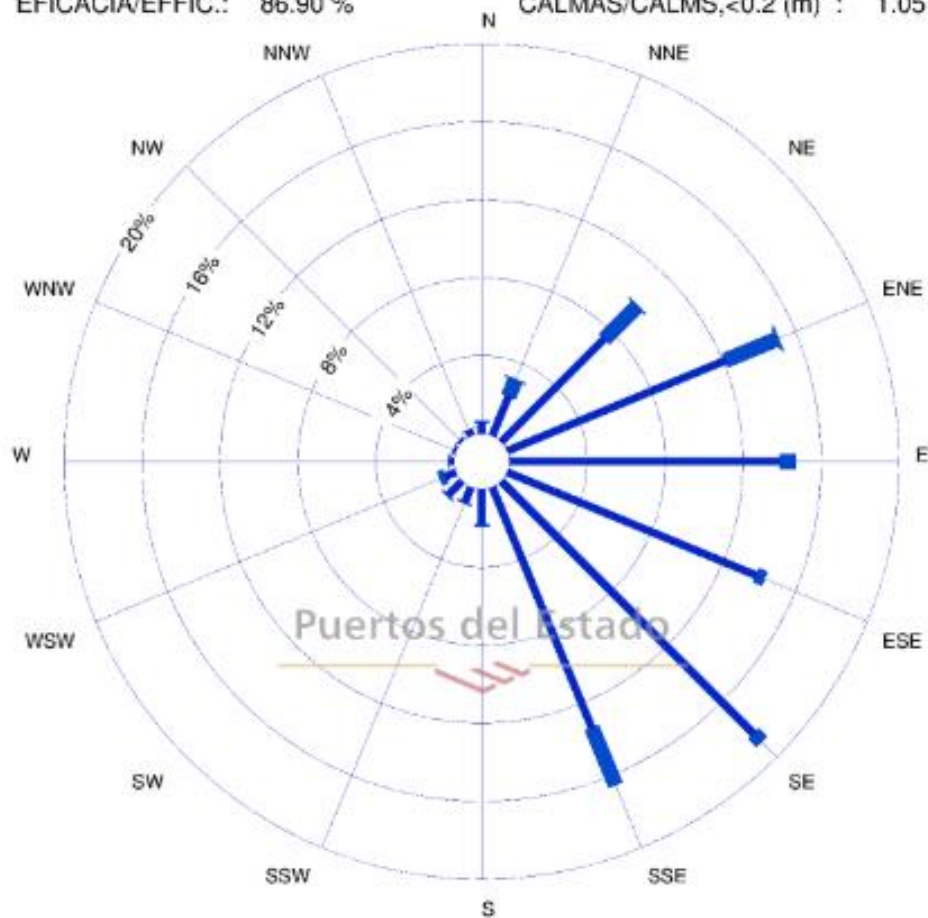 EFICACIA/EFFIC.: 86.90 % CALMAS/CALMS,<0.2 (m) : 1.05
N
NNW NNE
NW NE
20%
16%
WNW ENE
12%
8%
4%
W E
Puertos del Estado
WSW ESE
SW SE
SSW SSE
S